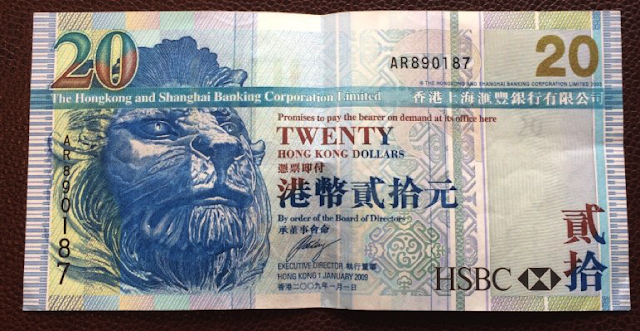 20
AR890187
20
© THE HONGKONG AND SHANGHAI BANKING CORPORATION LIMITED 2009
The Hongkong and Shanghai Banking Corporation Limited 香港上海滙豐銀行有限公司
Promises to pay the bearer on demand at its office here
TWENTY
HONG KONG DOLLARS
憑票即付
港幣貳拾元
By order of the Board of Directors
承董事會命
EXECUTIVE DIRECTOR 執行董事
HONG KONG 1 JANUARY 2009
香港二〇〇九年一月一日
AR890187
貳拾
HSBC